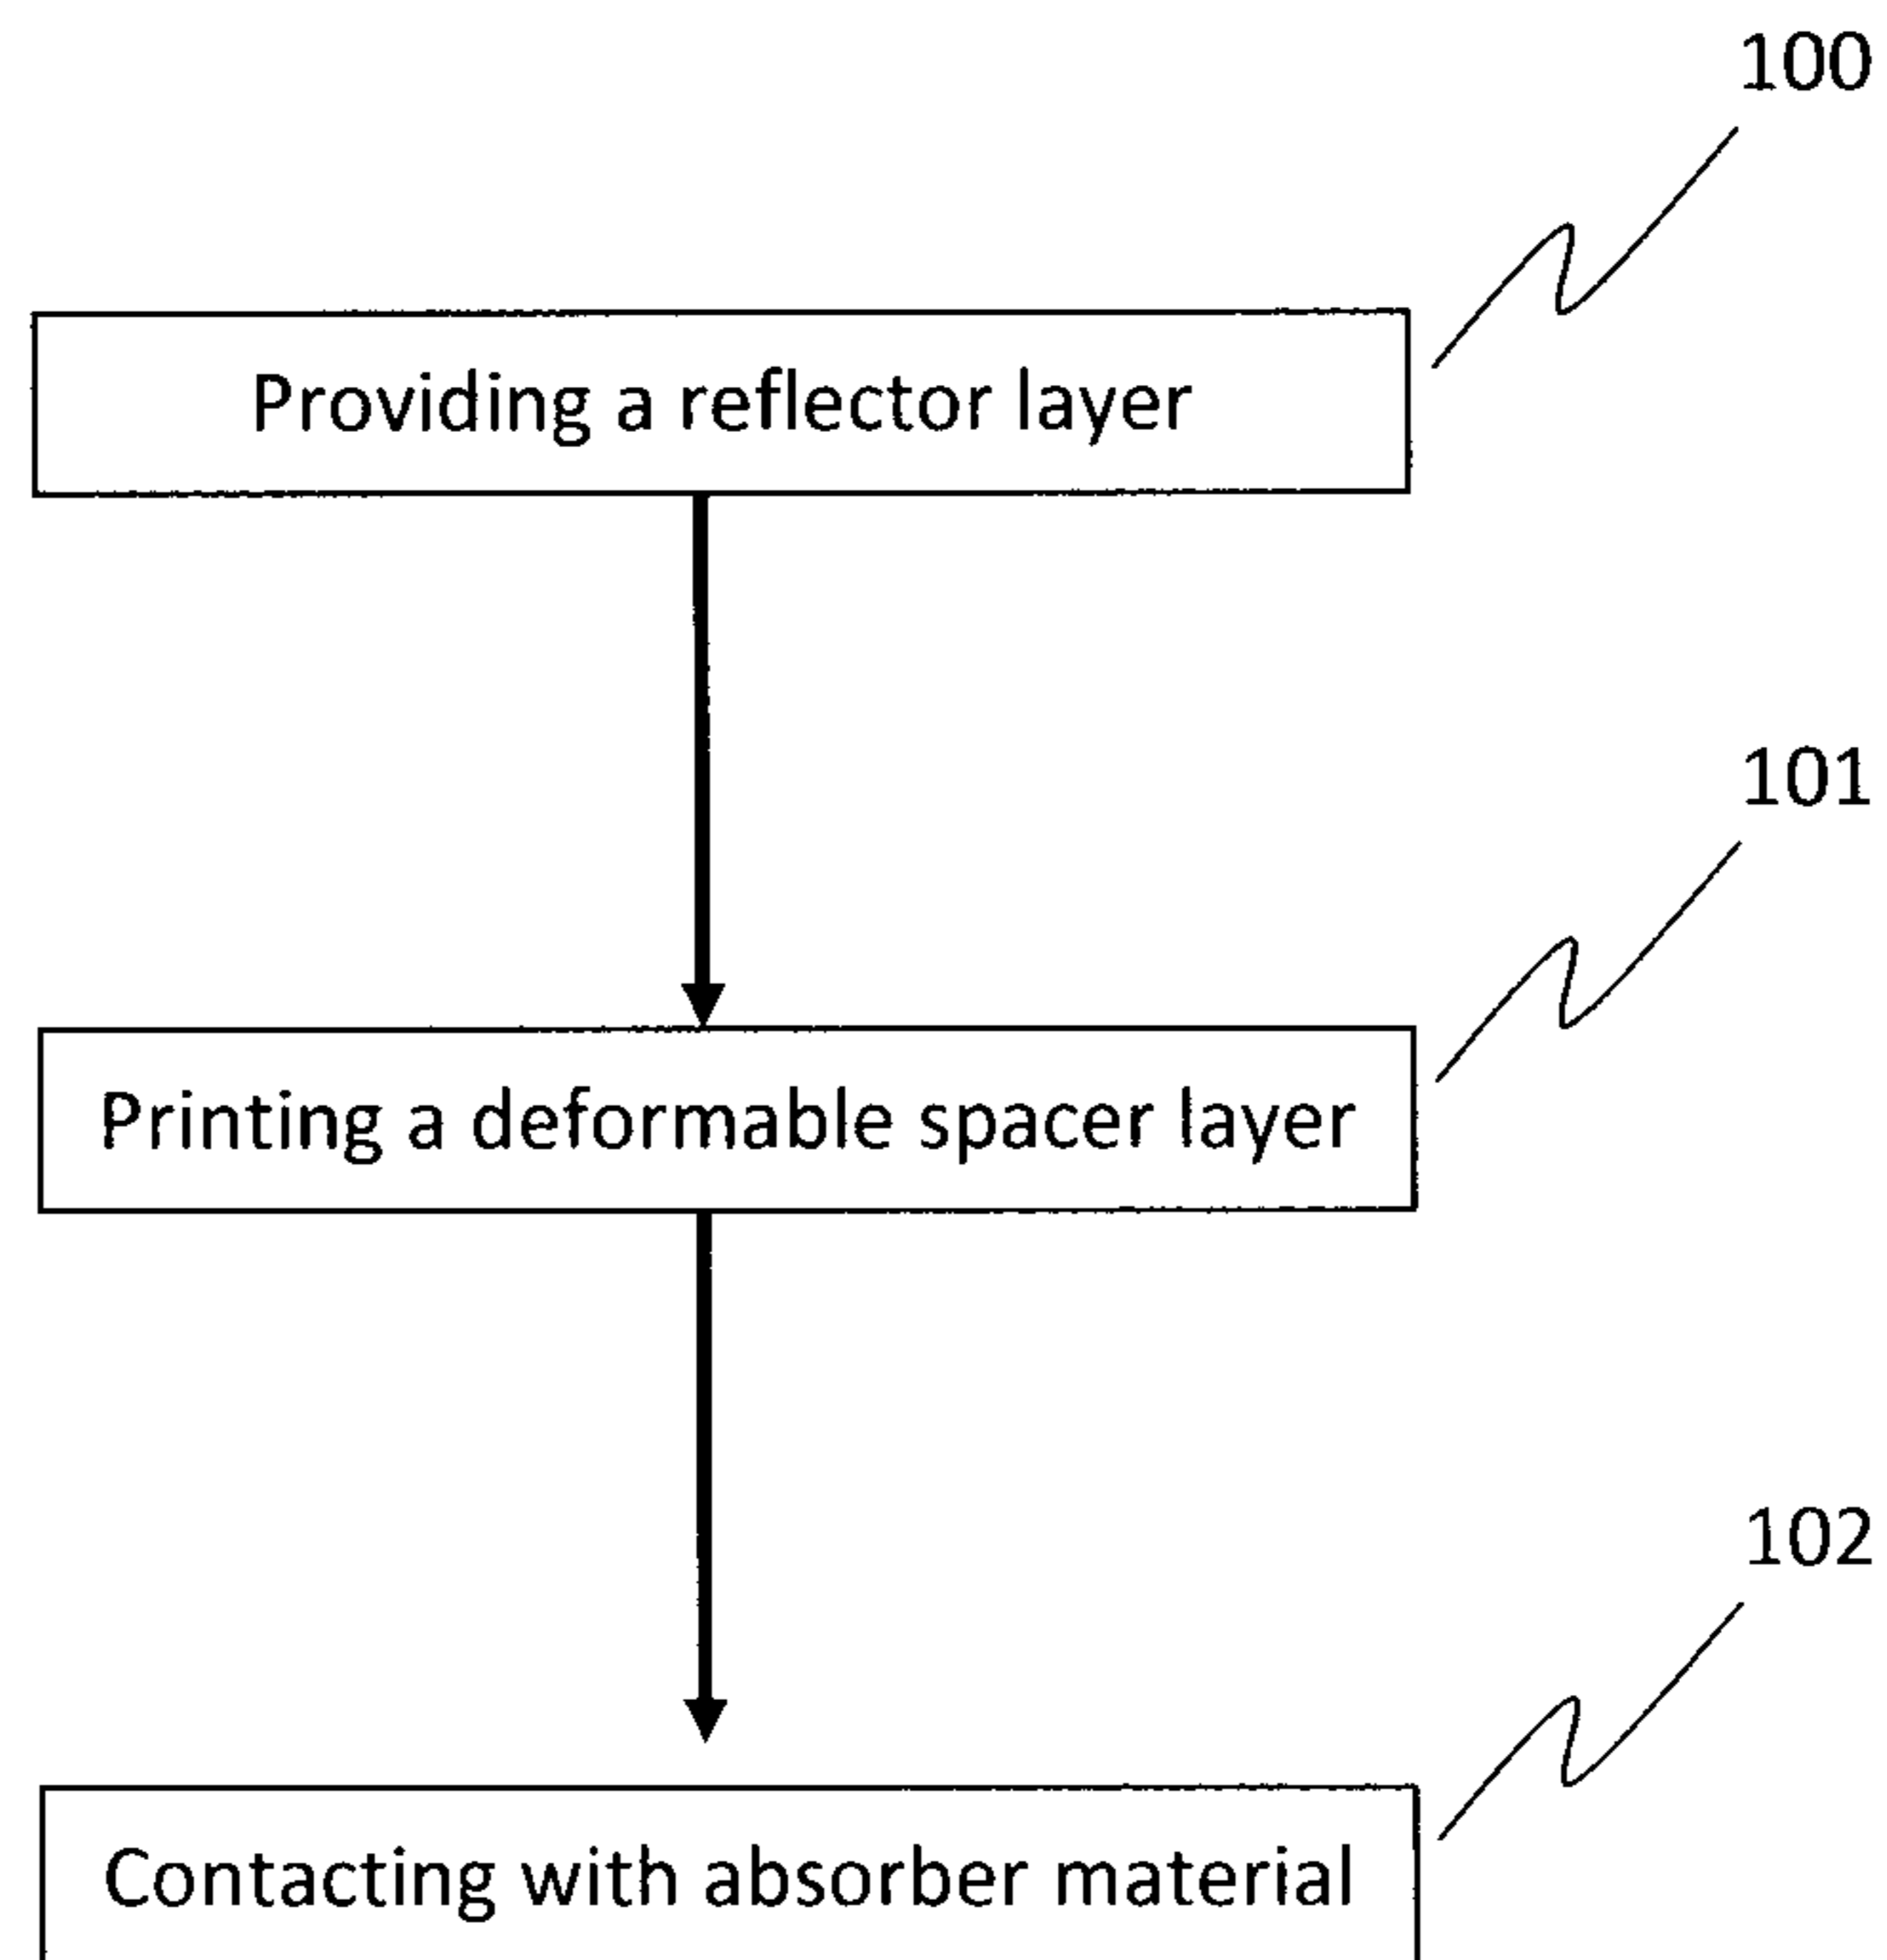 100
Providing a reflector layer
101
Printing a deformable spacer layer
102
Contacting with absorber material